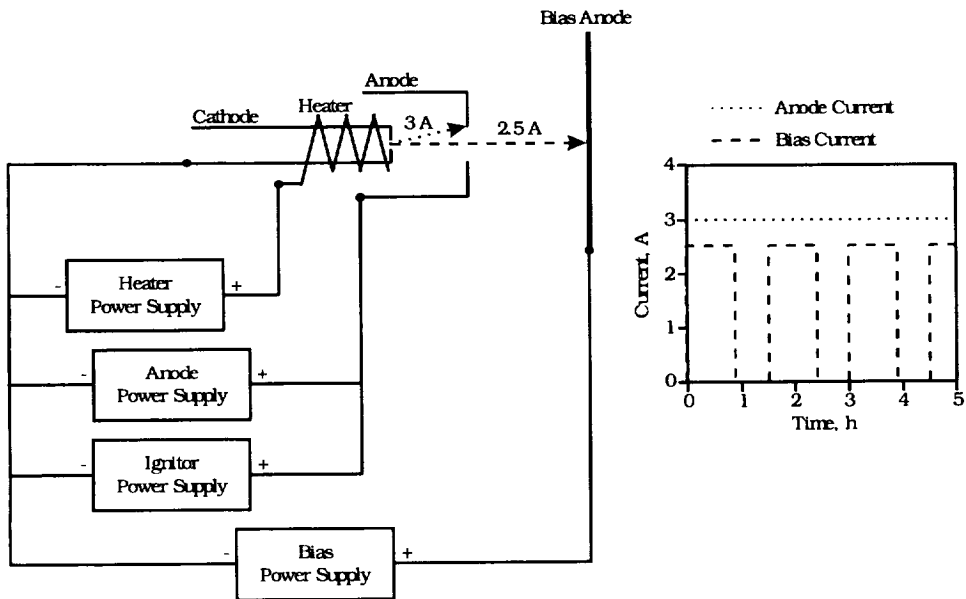 Bias Anode
Anode
Heater
Cathode
3 A
2.5 A
- Heater +
Power Supply
- Anode +
Power Supply
- Ignitor +
Power Supply
- Bias +
Power Supply
Anode Current
Bias Current
Current, A
4
3
2
1
0
0 1 2 3 4 5
Time, h